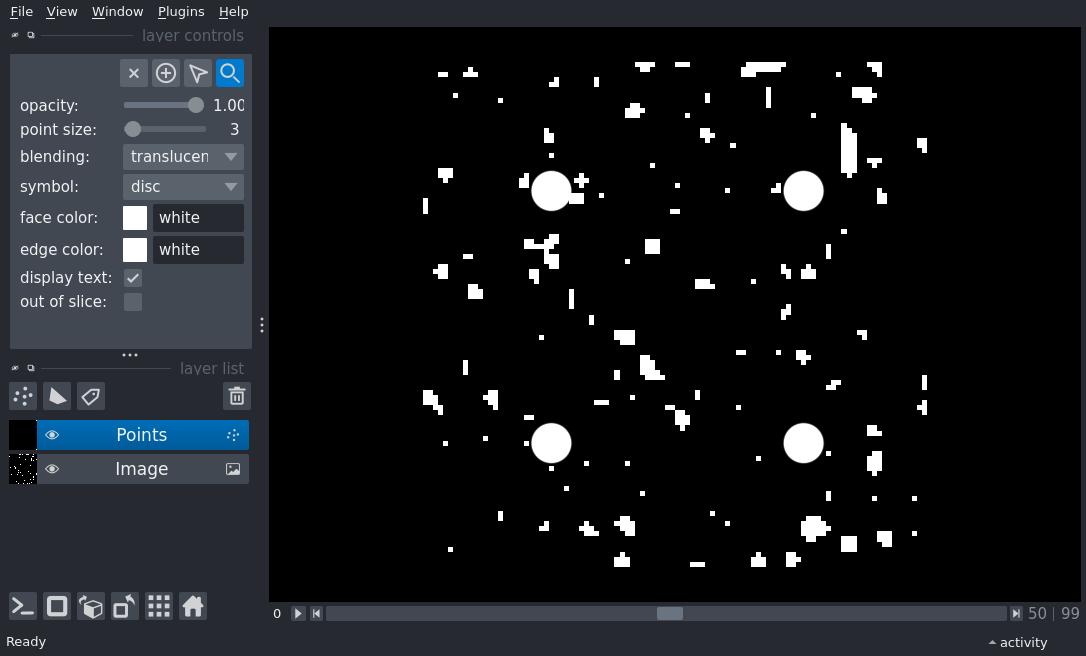 File View Window Plugins Help
layer controls
opacity: 1.00
point size: 3
blending: translucen
symbol: disc
face color: white
edge color: white
display text:
out of slice:
layer list
Points
Image
0 50 | 99
Ready activity